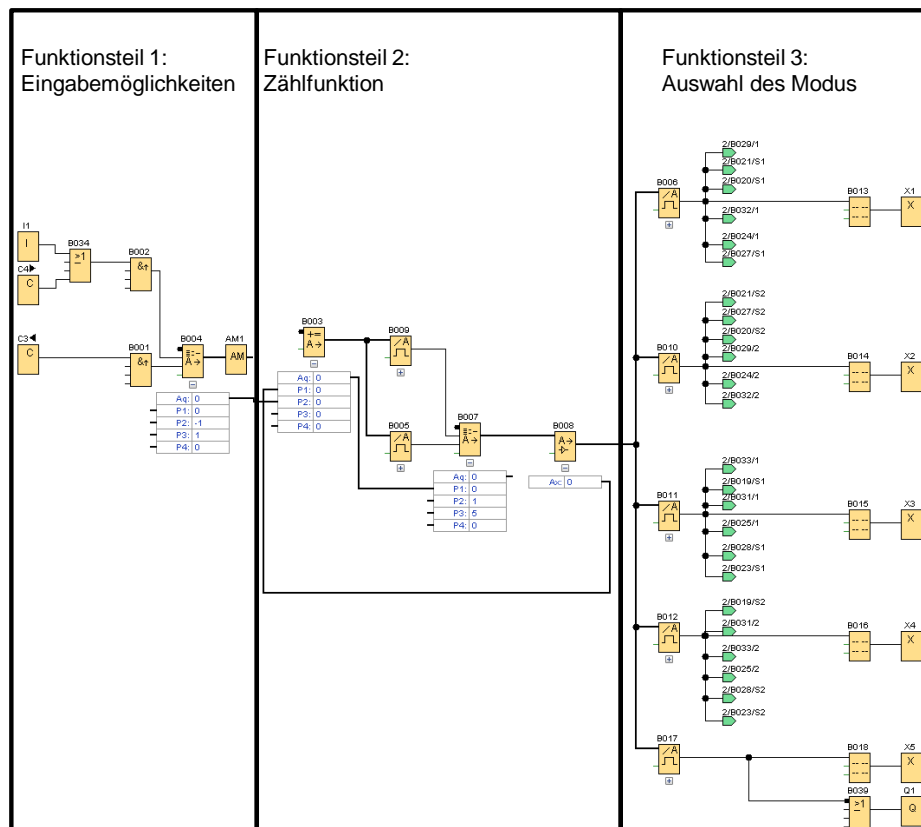 Funktionsteil 1:
Eingabemöglichkeiten
Funktionsteil 2:
Zählfunktion
Funktionsteil 3:
Auswahl des Modus
I1
I
B034
≥1
C4
C
B002
&↑
C3
C
B001
&↑
B004
A→
AM1
AM
Aq: 0
P1: 0
P2: -1
P3: 1
P4: 0
B003
+=
A→
Aq: 0
P1: 0
P2: 0
P3: 0
P4: 0
B009
/A
B005
/A
B007
A→
Aq: 0
P1: 0
P2: 1
P3: 5
P4: 0
B008
A→
Ax: 0
B006
/A
2/B029/1
2/B021/S1
2/B020/S1
2/B032/1
2/B024/1
2/B027/S1
B013
X1
X
B010
/A
2/B021/S2
2/B027/S2
2/B020/S2
2/B029/2
2/B024/2
2/B032/2
B014
X2
X
B011
/A
2/B033/1
2/B019/S1
2/B031/1
2/B025/1
2/B028/S1
2/B023/S1
B015
X3
X
B012
/A
2/B019/S2
2/B031/2
2/B033/2
2/B025/2
2/B028/S2
2/B023/S2
B016
X4
X
B017
/A
B018
X5
X
B039
≥1
Q1
Q